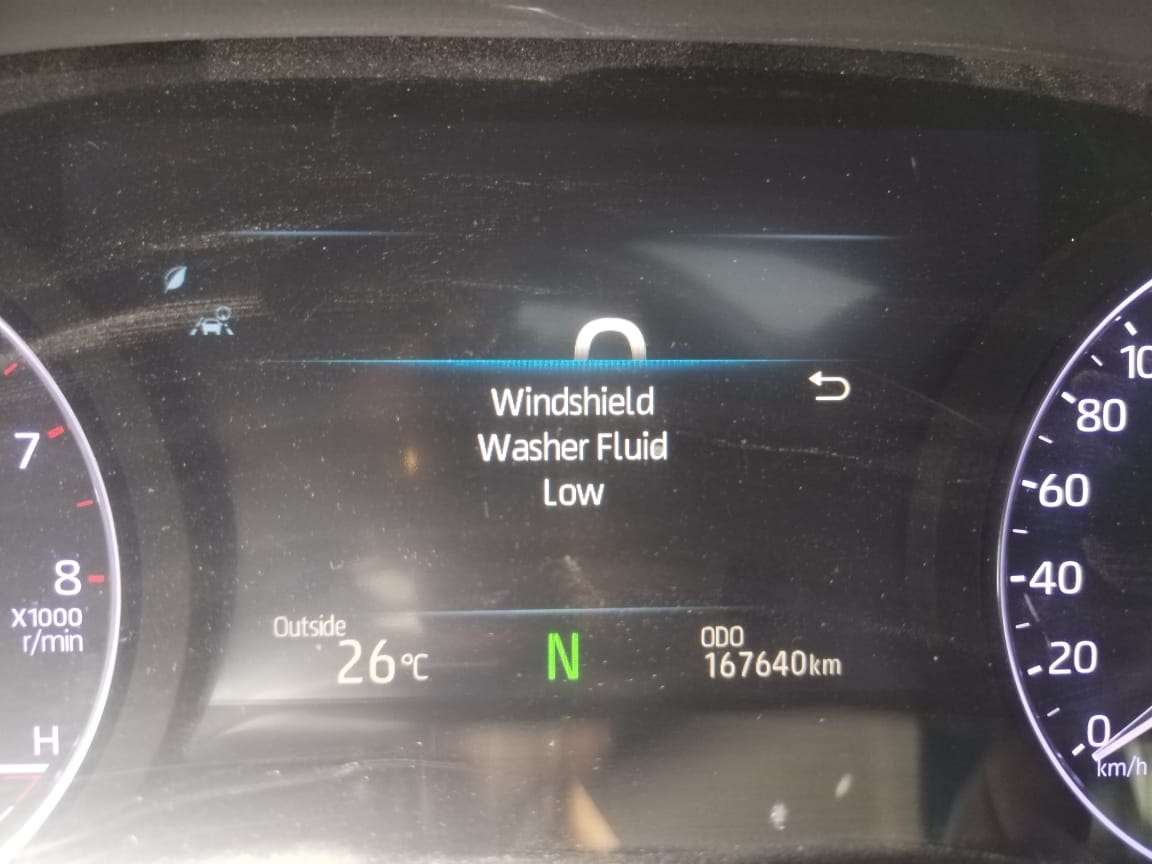 7
8
X1000
r/min
H
Windshield
Washer Fluid
Low
Outside
26°C
N
ODO
167640km
80
60
40
20
0
km/h